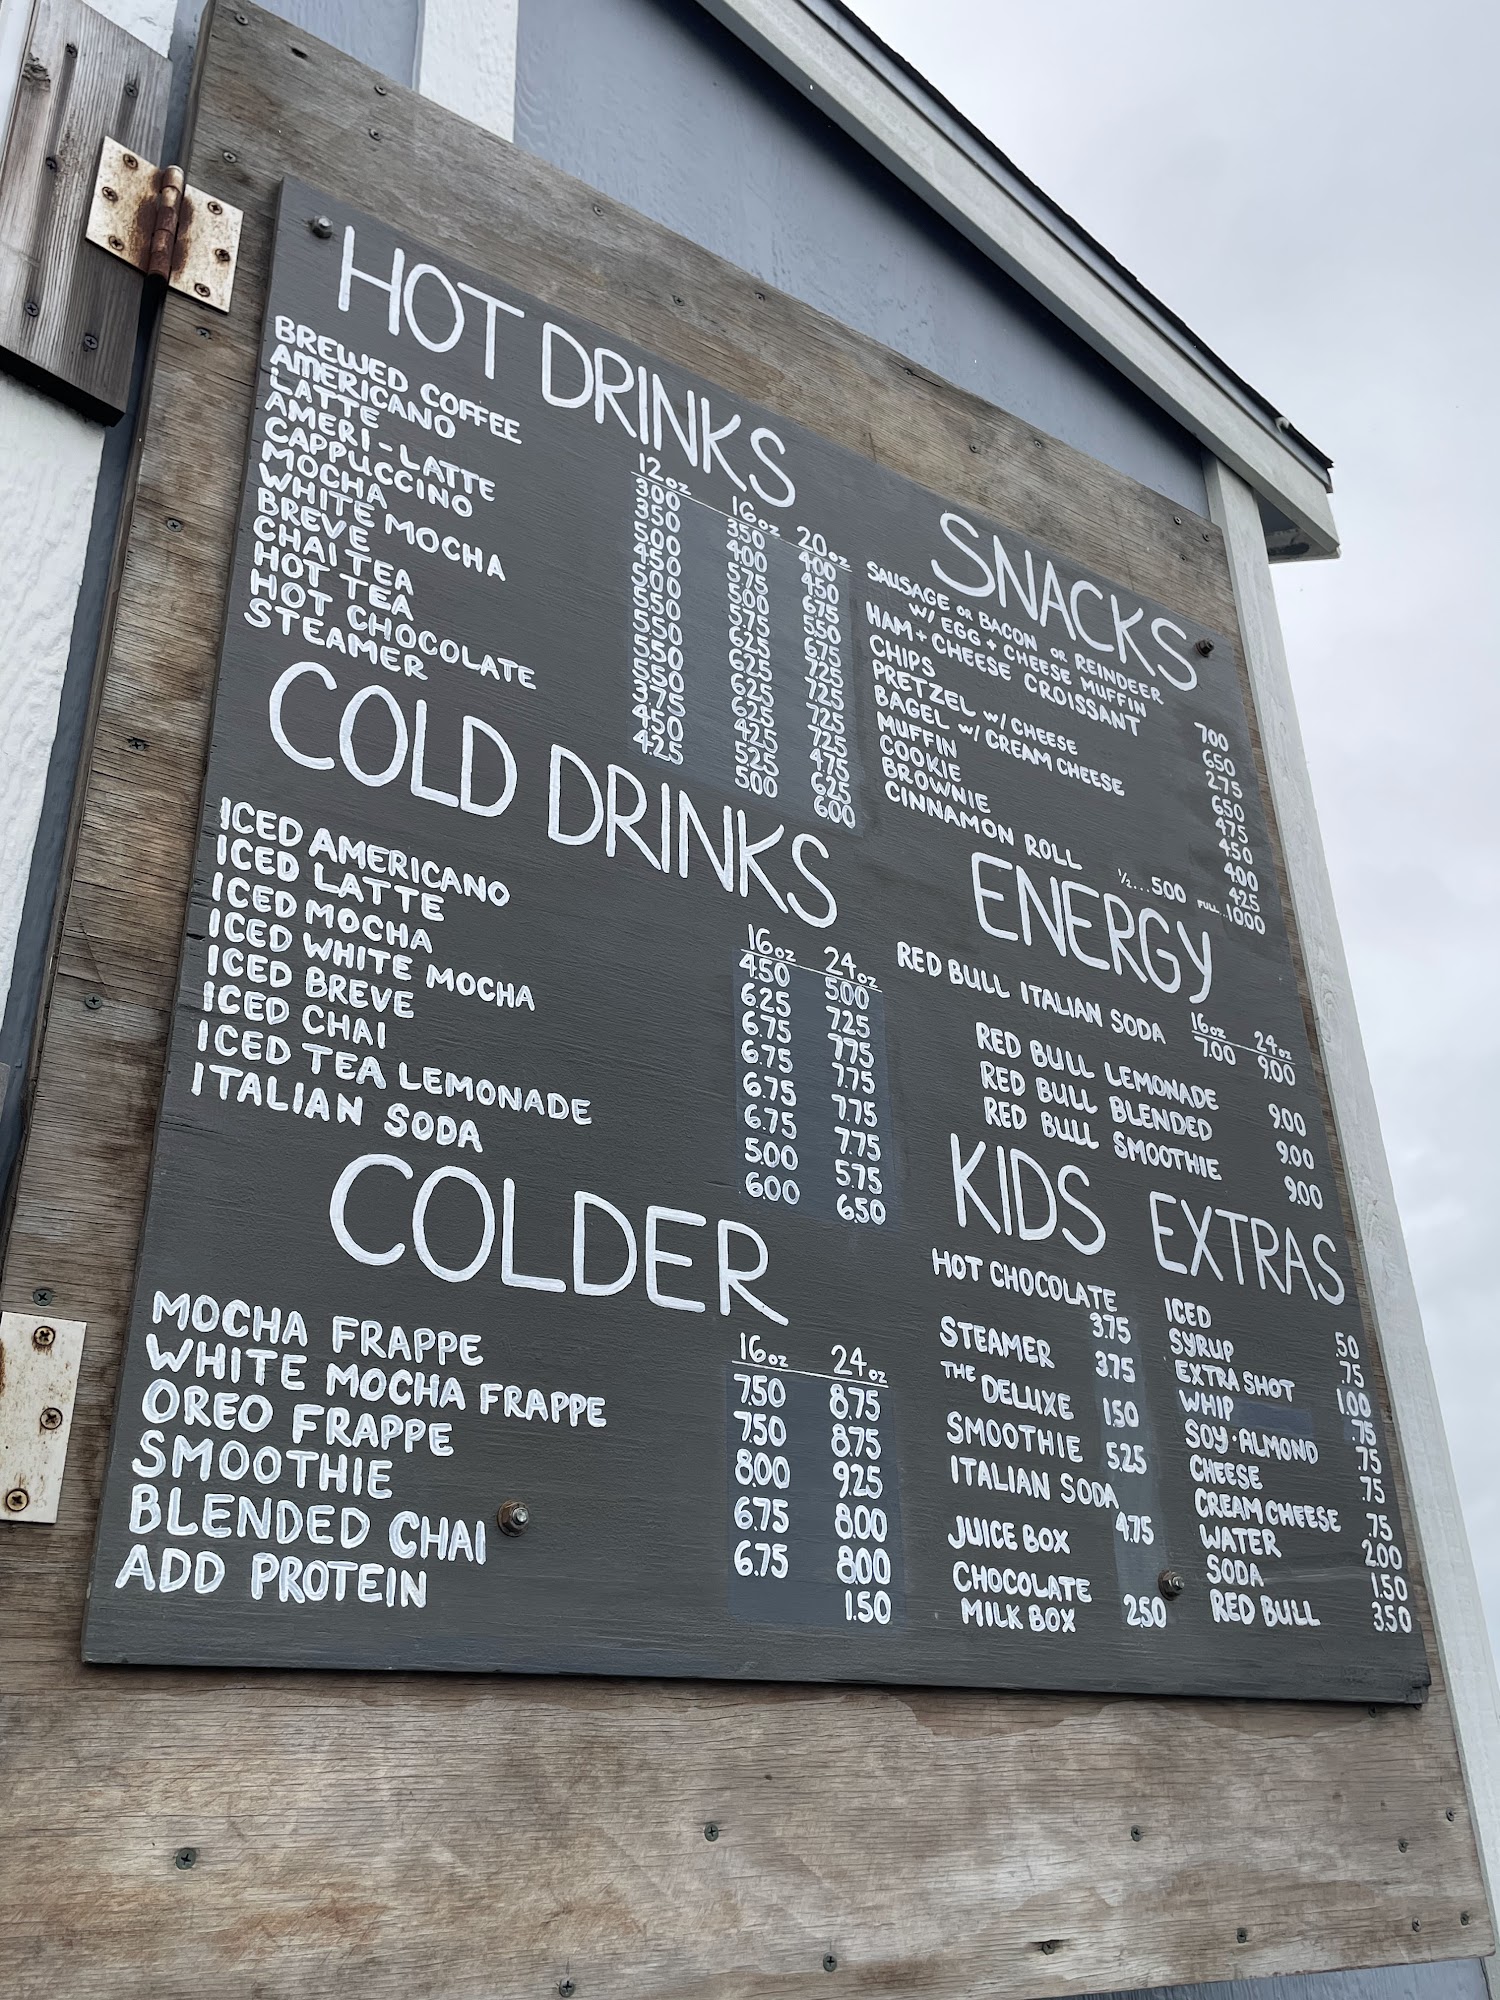 HOT DRINKS
12oz 16oz 20oz
BREWED COFFEE 3.00 3.50 4.00
AMERICANO 3.50 4.00 4.50
LATTE 5.00 5.75 6.75
AMERI-LATTE 4.50 5.00 5.50
CAPPUCCINO 5.00 5.75 6.75
MOCHA 5.50 6.25 7.25
WHITE MOCHA 5.50 6.25 7.25
BREVE 5.50 6.25 7.25
CHAI TEA 5.50 6.25 7.25
HOT TEA 3.75 4.25 4.75
HOT CHOCOLATE 4.50 5.25 6.25
STEAMER 4.25 5.00 6.00
COLD DRINKS
16oz 24oz
ICED AMERICANO 4.50 5.00
ICED LATTE 6.25 7.25
ICED MOCHA 6.75 7.75
ICED WHITE MOCHA 6.75 7.75
ICED BREVE 6.75 7.75
ICED CHAI 6.75 7.75
ICED TEA LEMONADE 5.00 5.75
ITALIAN SODA 6.00 6.50
COLDER
16oz 24oz
MOCHA FRAPPE 7.50 8.75
WHITE MOCHA FRAPPE 7.50 8.75
OREO FRAPPE 8.00 9.25
SMOOTHIE 6.75 8.00
BLENDED CHAI 6.75 8.00
ADD PROTEIN 1.50
SNACKS
SAUSAGE OR BACON OR REINDEER
W/ EGG + CHEESE MUFFIN 7.00
HAM + CHEESE CROISSANT 6.50
CHIPS 2.75
PRETZEL W/ CHEESE 6.50
BAGEL W/ CREAM CHEESE 4.75
MUFFIN 4.50
COOKIE 4.00
BROWNIE 4.25
CINNAMON ROLL ½...5.00 FULL...10.00
ENERGY
16oz 24oz
RED BULL ITALIAN SODA 7.00 9.00
RED BULL LEMONADE 9.00
RED BULL BLENDED 9.00
RED BULL SMOOTHIE 9.00
KIDS
HOT CHOCOLATE 3.75
STEAMER 3.75
THE DELUXE 1.50
SMOOTHIE 5.25
ITALIAN SODA 4.75
JUICE BOX
CHOCOLATE
MILK BOX 2.50
EXTRAS
ICED .50
SYRUP .75
EXTRA SHOT 1.00
WHIP .75
SOY·ALMOND .75
CHEESE .75
CREAM CHEESE .75
WATER 2.00
SODA 1.50
RED BULL 3.50